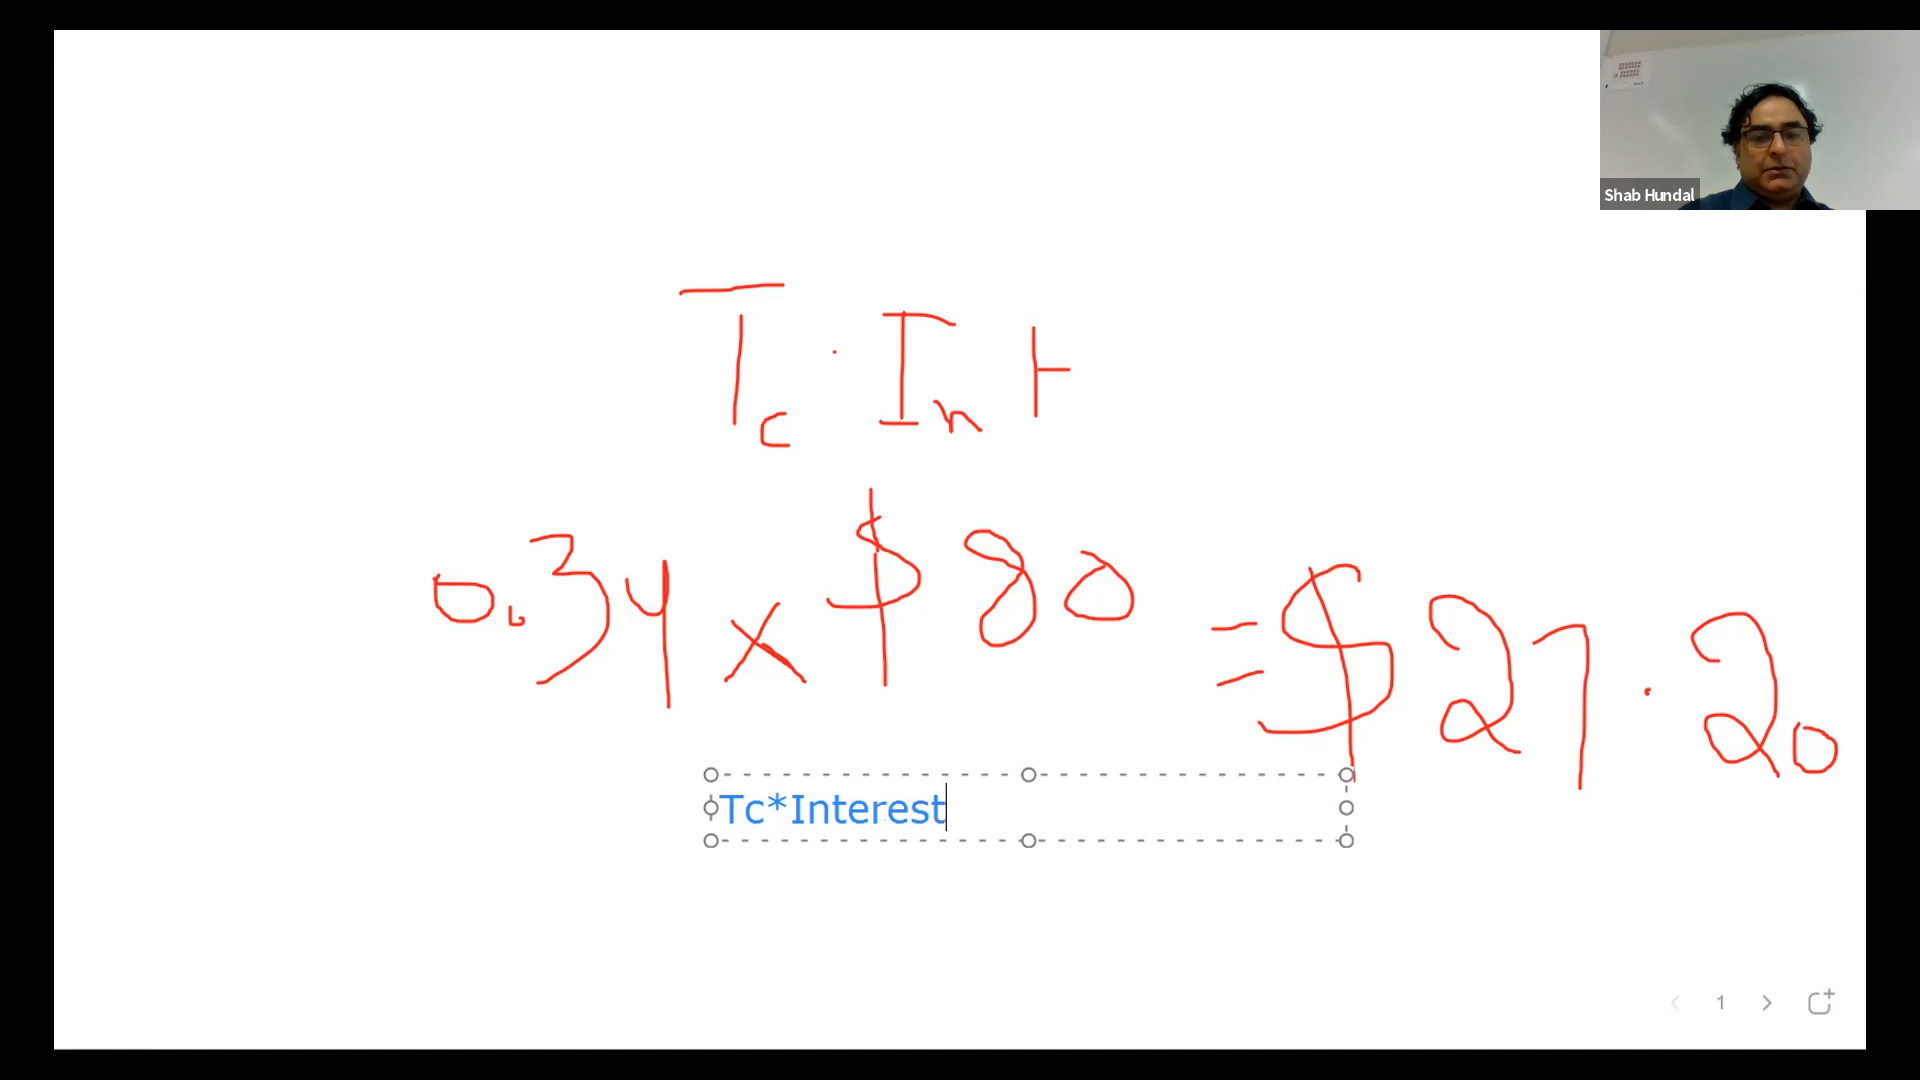 Shab Hundal
Tc · Int
0.34 x $80 = $27.20
Tc*Interest
1